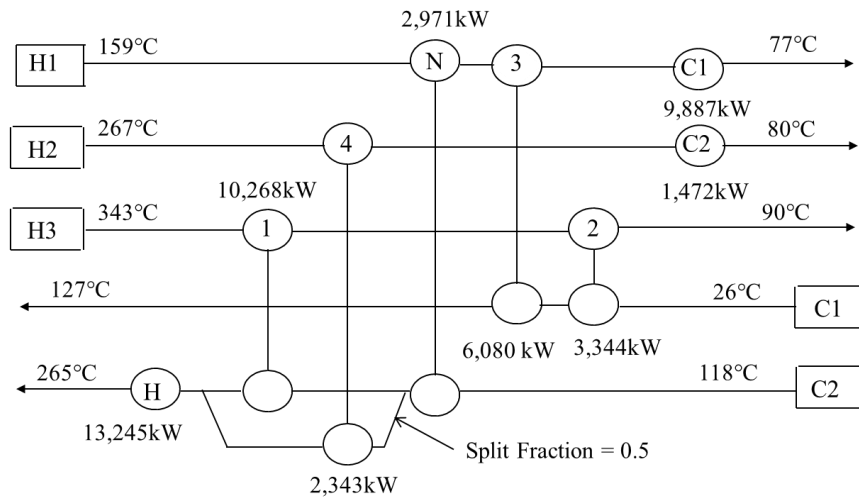 2,971kW
H1 159℃ N 3 C1 77℃
9,887kW
H2 267℃ 4 C2 80℃
10,268kW 1,472kW
H3 343℃ 1 2 90℃
127℃ 26℃ C1
6,080 kW 3,344kW
265℃ H 118℃ C2
13,245kW
Split Fraction = 0.5
2,343kW